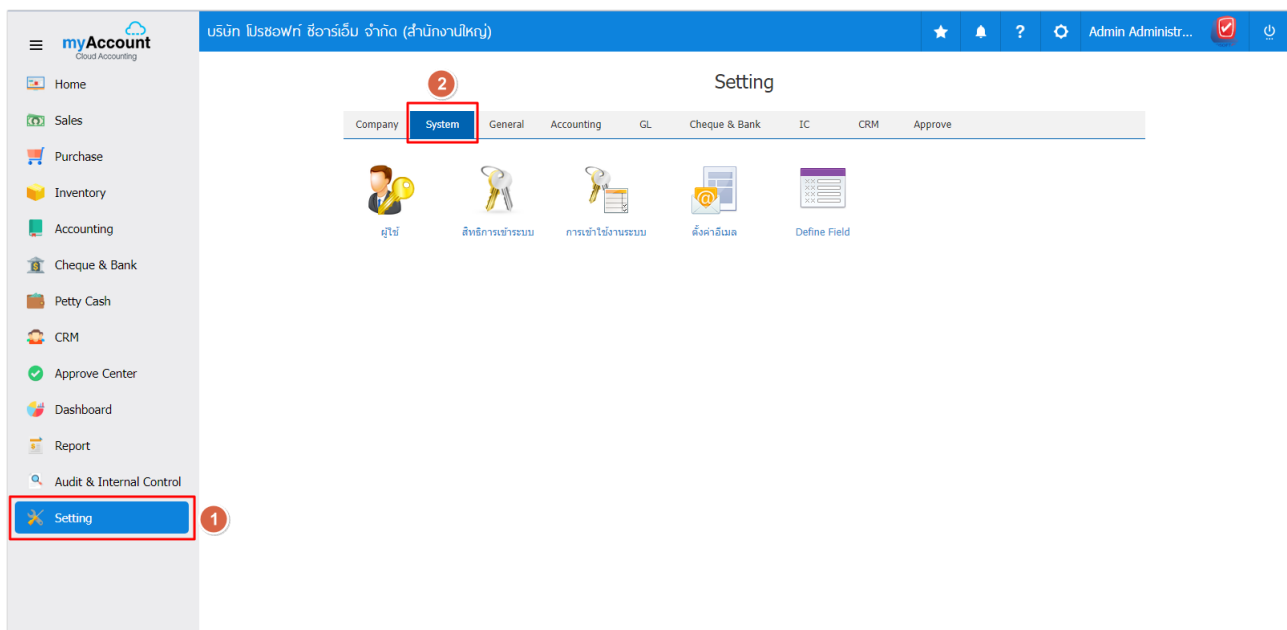 myAccount
Cloud Accounting
บริษัท โปรซอฟท์ ซีอาร์เอ็ม จำกัด (สำนักงานใหญ่)
?
Admin Administr...
Home
Sales
Purchase
Inventory
Accounting
Cheque & Bank
Petty Cash
CRM
Approve Center
Dashboard
Report
Audit & Internal Control
Setting
1
2
Setting
Company System General Accounting GL Cheque & Bank IC CRM Approve
ผู้ใช้ สิทธิการเข้าระบบ การเข้าใช้งานระบบ ตั้งค่าอีเมล Define Field